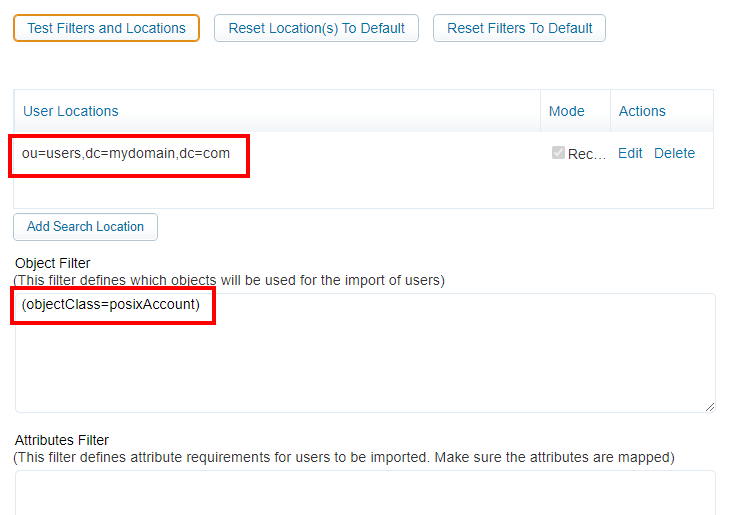 Test Filters and Locations Reset Location(s) To Default Reset Filters To Default
User Locations Mode Actions
ou=users,dc=mydomain,dc=com Rec... Edit Delete
Add Search Location
Object Filter
(This filter defines which objects will be used for the import of users)
(objectClass=posixAccount)
Attributes Filter
(This filter defines attribute requirements for users to be imported. Make sure the attributes are mapped)